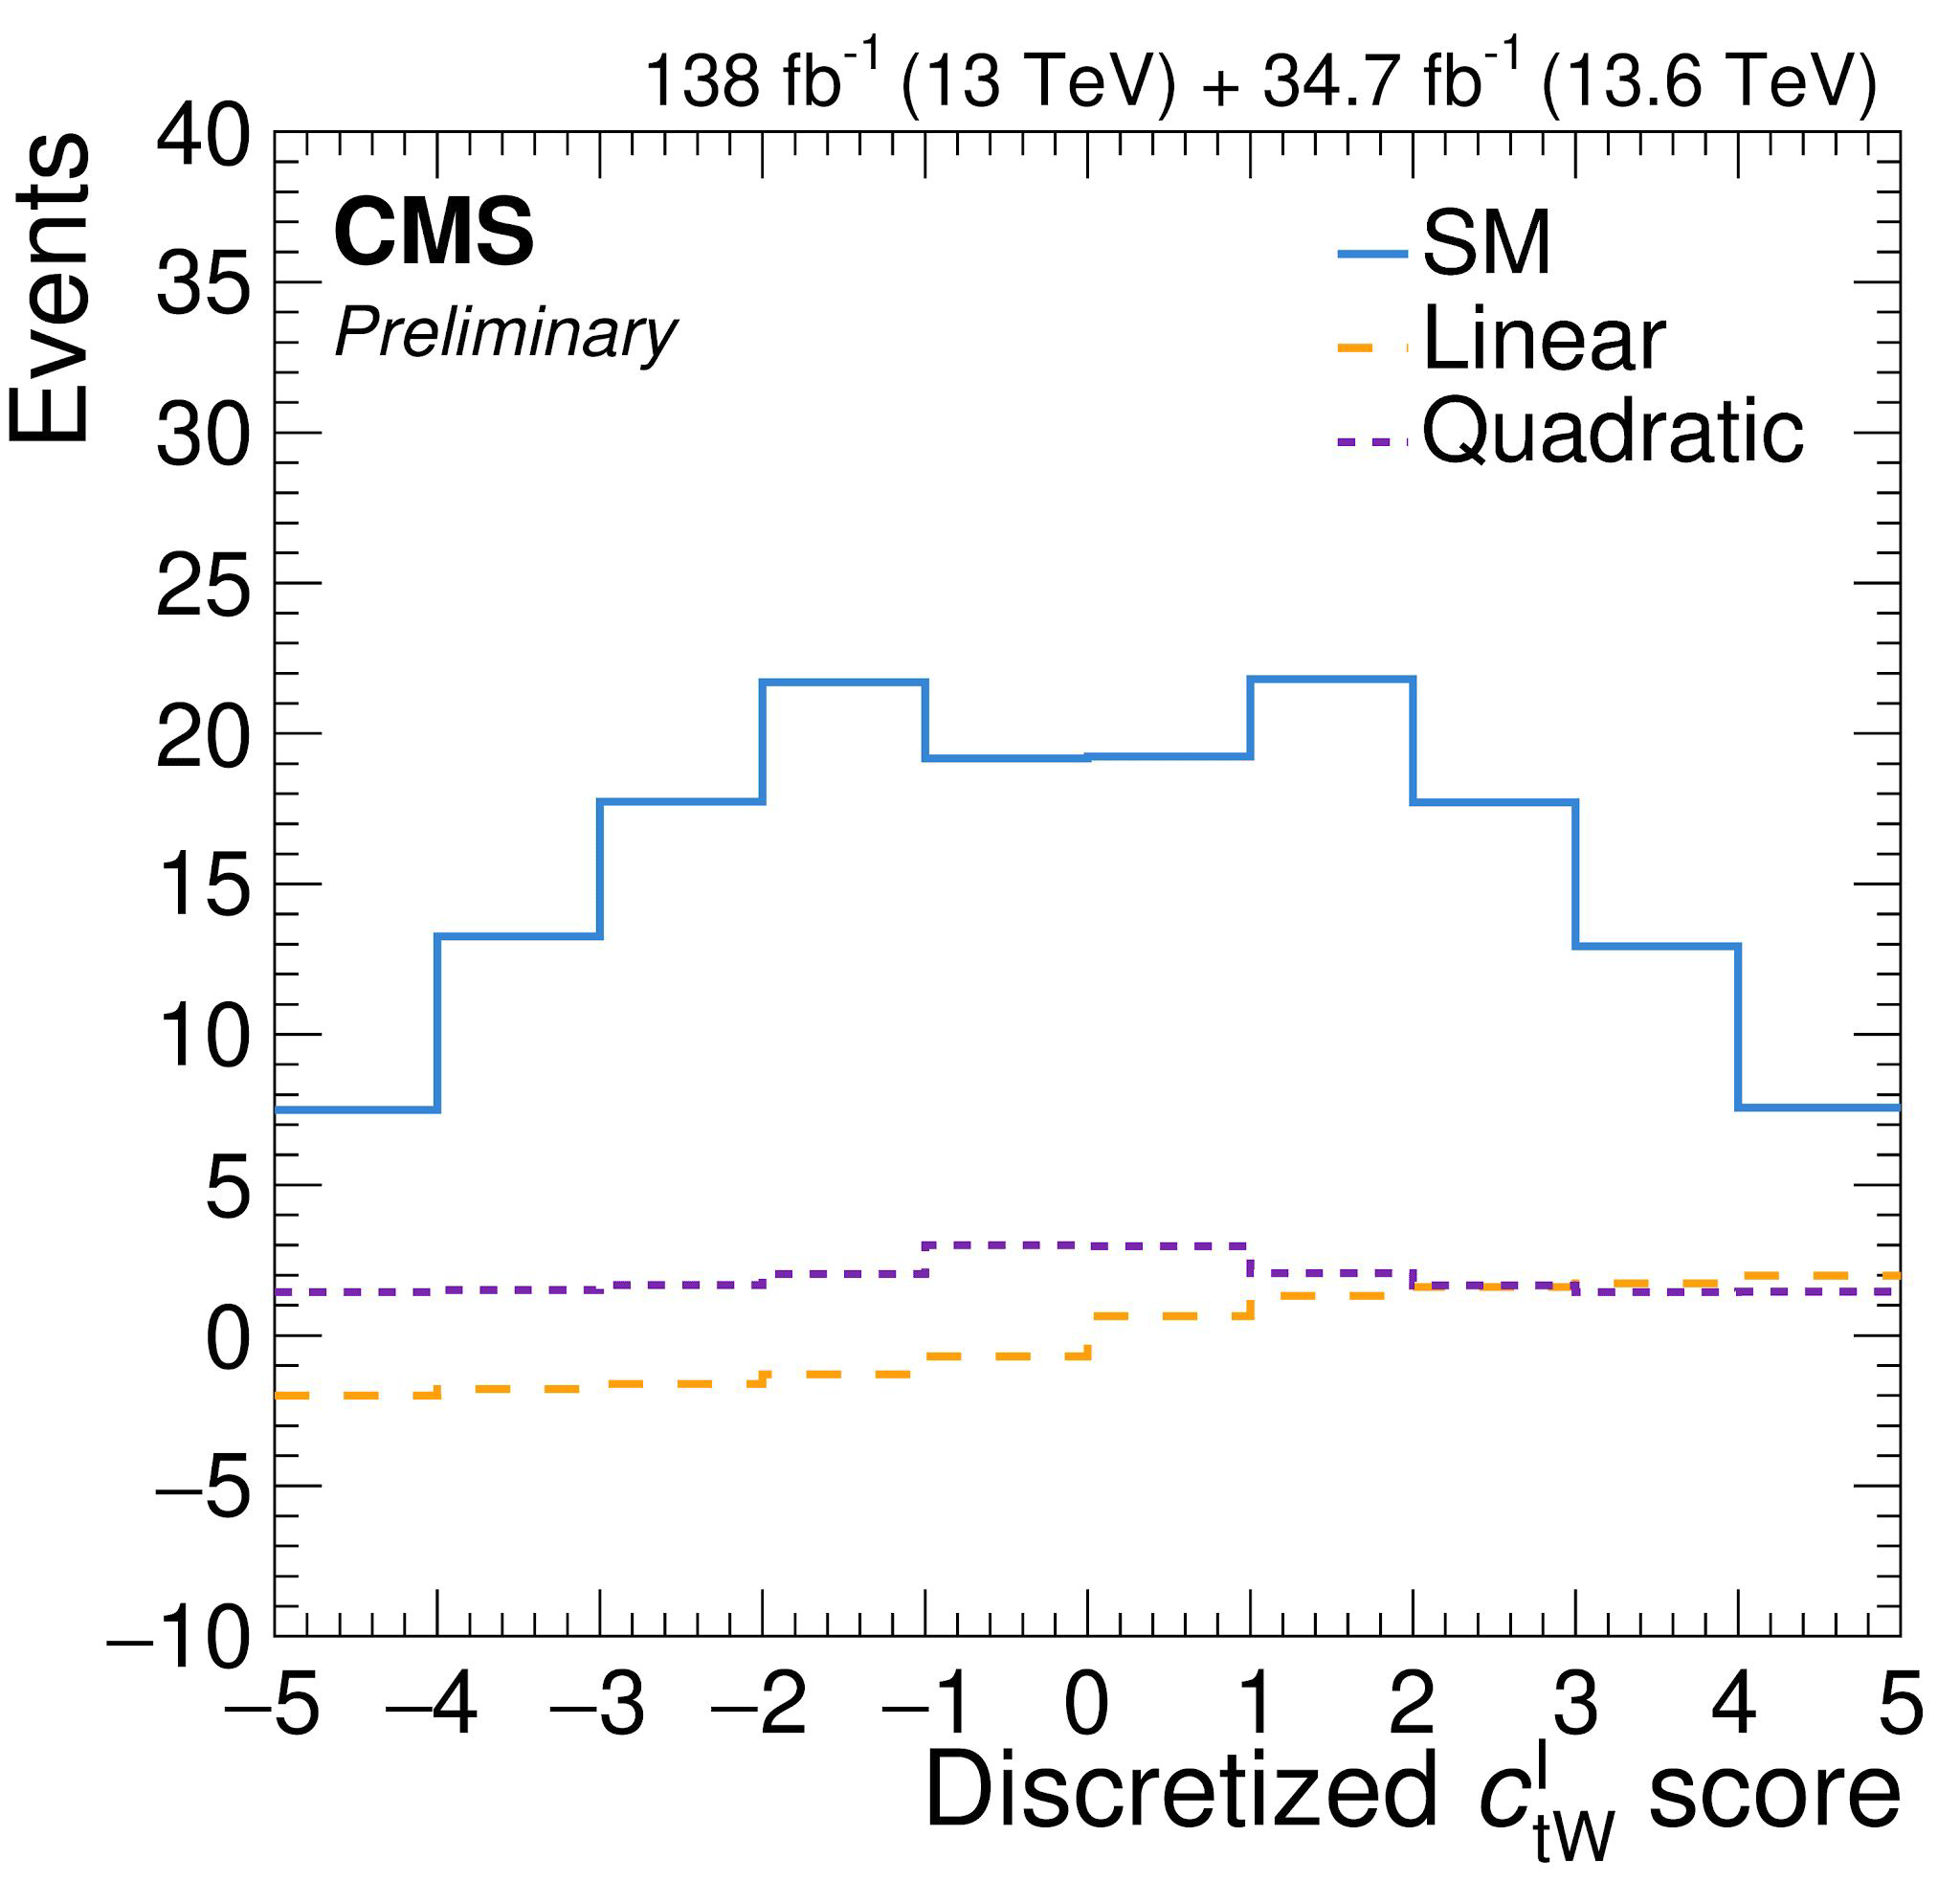 138 fb⁻¹ (13 TeV) + 34.7 fb⁻¹ (13.6 TeV)
Events
CMS
Preliminary
SM
Linear
Quadratic
40
35
30
25
20
15
10
5
0
−5
−10
−5 −4 −3 −2 −1 0 1 2 3 4 5
Discretized c^I_tW score